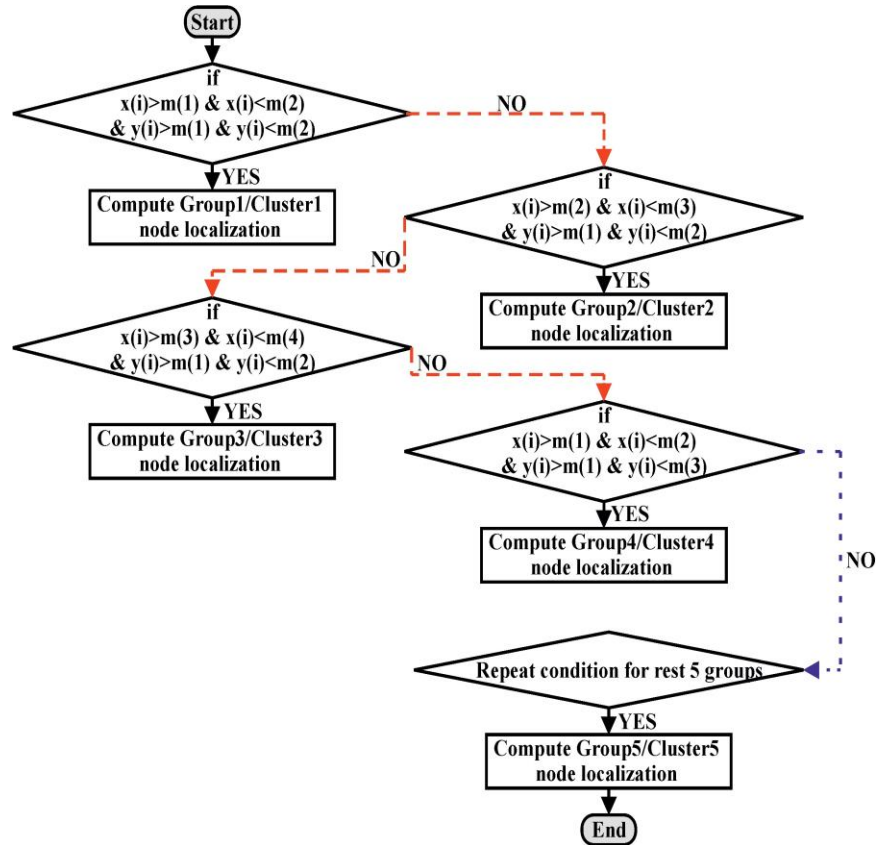 Start
if
x(i)>m(1) & x(i)<m(2)
& y(i)>m(1) & y(i)<m(2)
NO
YES
Compute Group1/Cluster1
node localization
if
x(i)>m(2) & x(i)<m(3)
& y(i)>m(1) & y(i)<m(2)
NO
YES
Compute Group2/Cluster2
node localization
if
x(i)>m(3) & x(i)<m(4)
& y(i)>m(1) & y(i)<m(2)
NO
YES
Compute Group3/Cluster3
node localization
if
x(i)>m(1) & x(i)<m(2)
& y(i)>m(1) & y(i)<m(3)
YES
Compute Group4/Cluster4
node localization
NO
Repeat condition for rest 5 groups
YES
Compute Group5/Cluster5
node localization
End